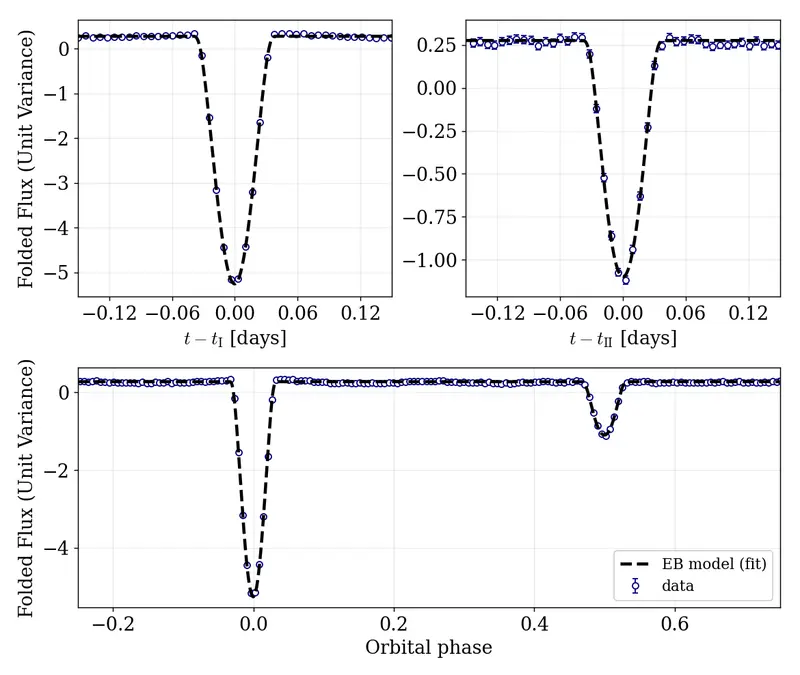 Folded Flux (Unit Variance)
0
−1
−2
−3
−4
−5
−0.12 −0.06 0.00 0.06 0.12
t − tI [days]
0.25
0.00
−0.25
−0.50
−0.75
−1.00
−0.12 −0.06 0.00 0.06 0.12
t − tII [days]
Folded Flux (Unit Variance)
0
−2
−4
−0.2 0.0 0.2 0.4 0.6
Orbital phase
EB model (fit)
data